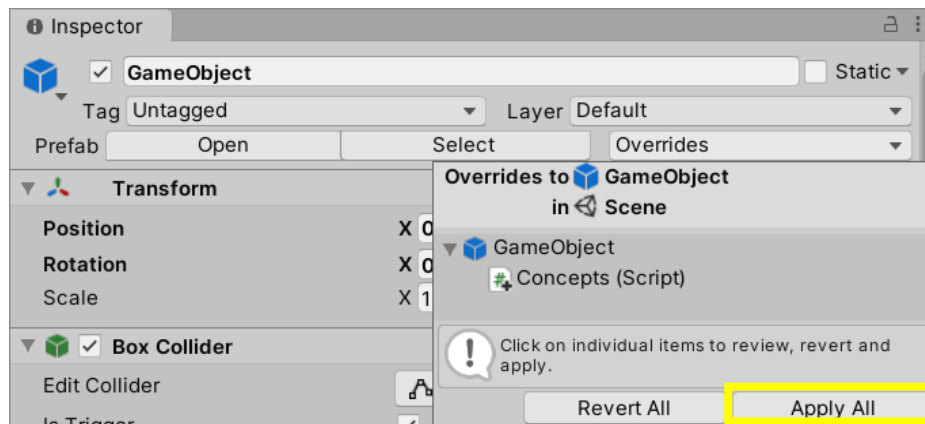 Inspector
GameObject Static
Tag Untagged Layer Default
Prefab Open Select Overrides
Transform
Overrides to GameObject
in Scene
Position X 0
Rotation X 0
Scale X 1
GameObject
Concepts (Script)
Box Collider
Click on individual items to review, revert and
apply.
Edit Collider
Revert All Apply All
Is Trigger